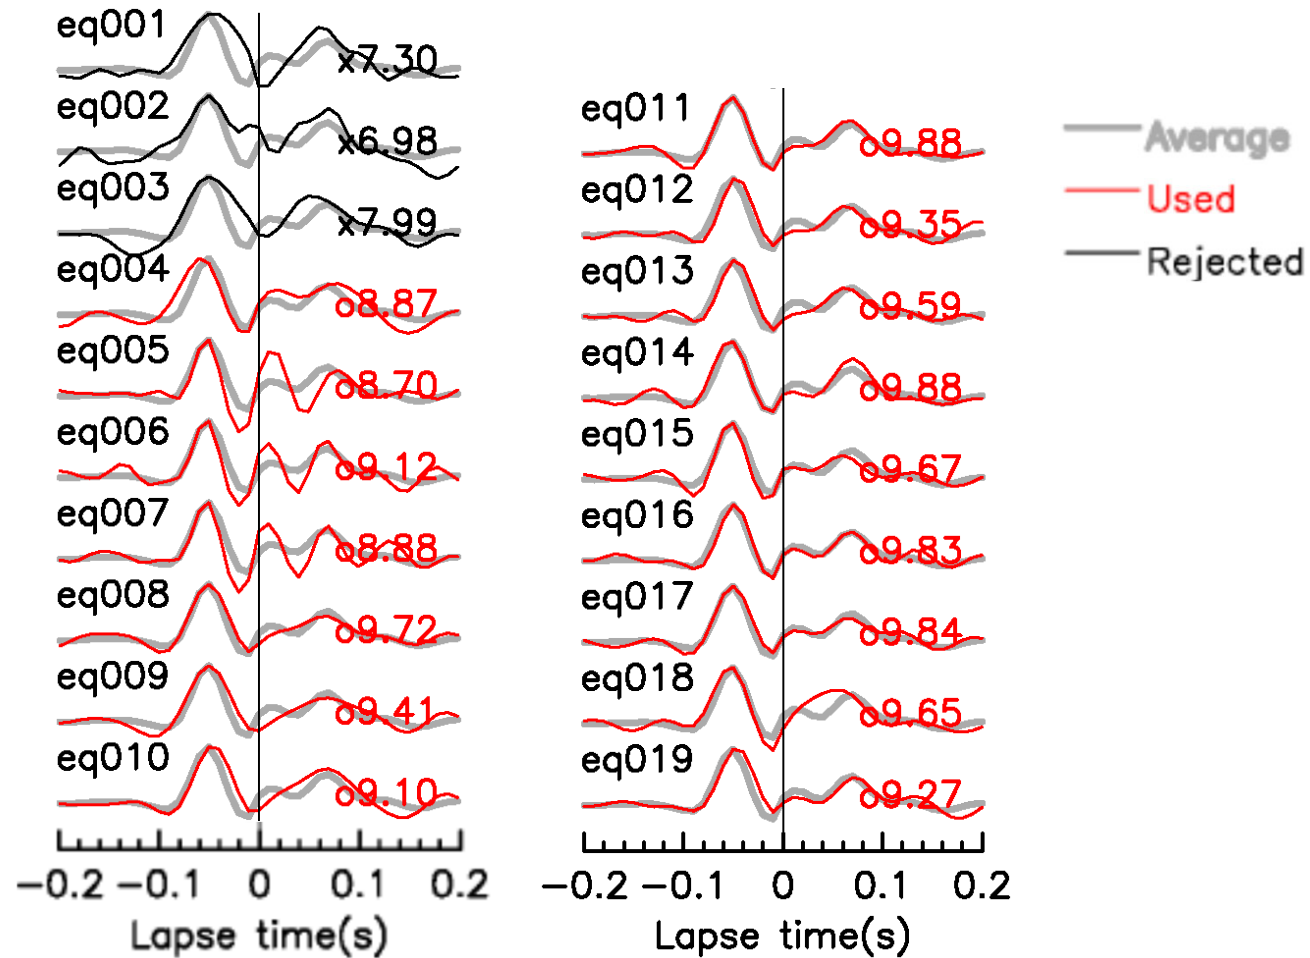 eq001
x7.30
eq002
x6.98
eq003
x7.99
eq004
o8.87
eq005
o8.70
eq006
o9.12
eq007
o8.88
eq008
o9.72
eq009
o9.41
eq010
o9.10
−0.2 −0.1 0 0.1 0.2
Lapse time(s)
eq011
o9.88
eq012
o9.35
eq013
o9.59
eq014
o9.88
eq015
o9.67
eq016
o9.83
eq017
o9.84
eq018
o9.65
eq019
o9.27
−0.2 −0.1 0 0.1 0.2
Lapse time(s)
Average
Used
Rejected